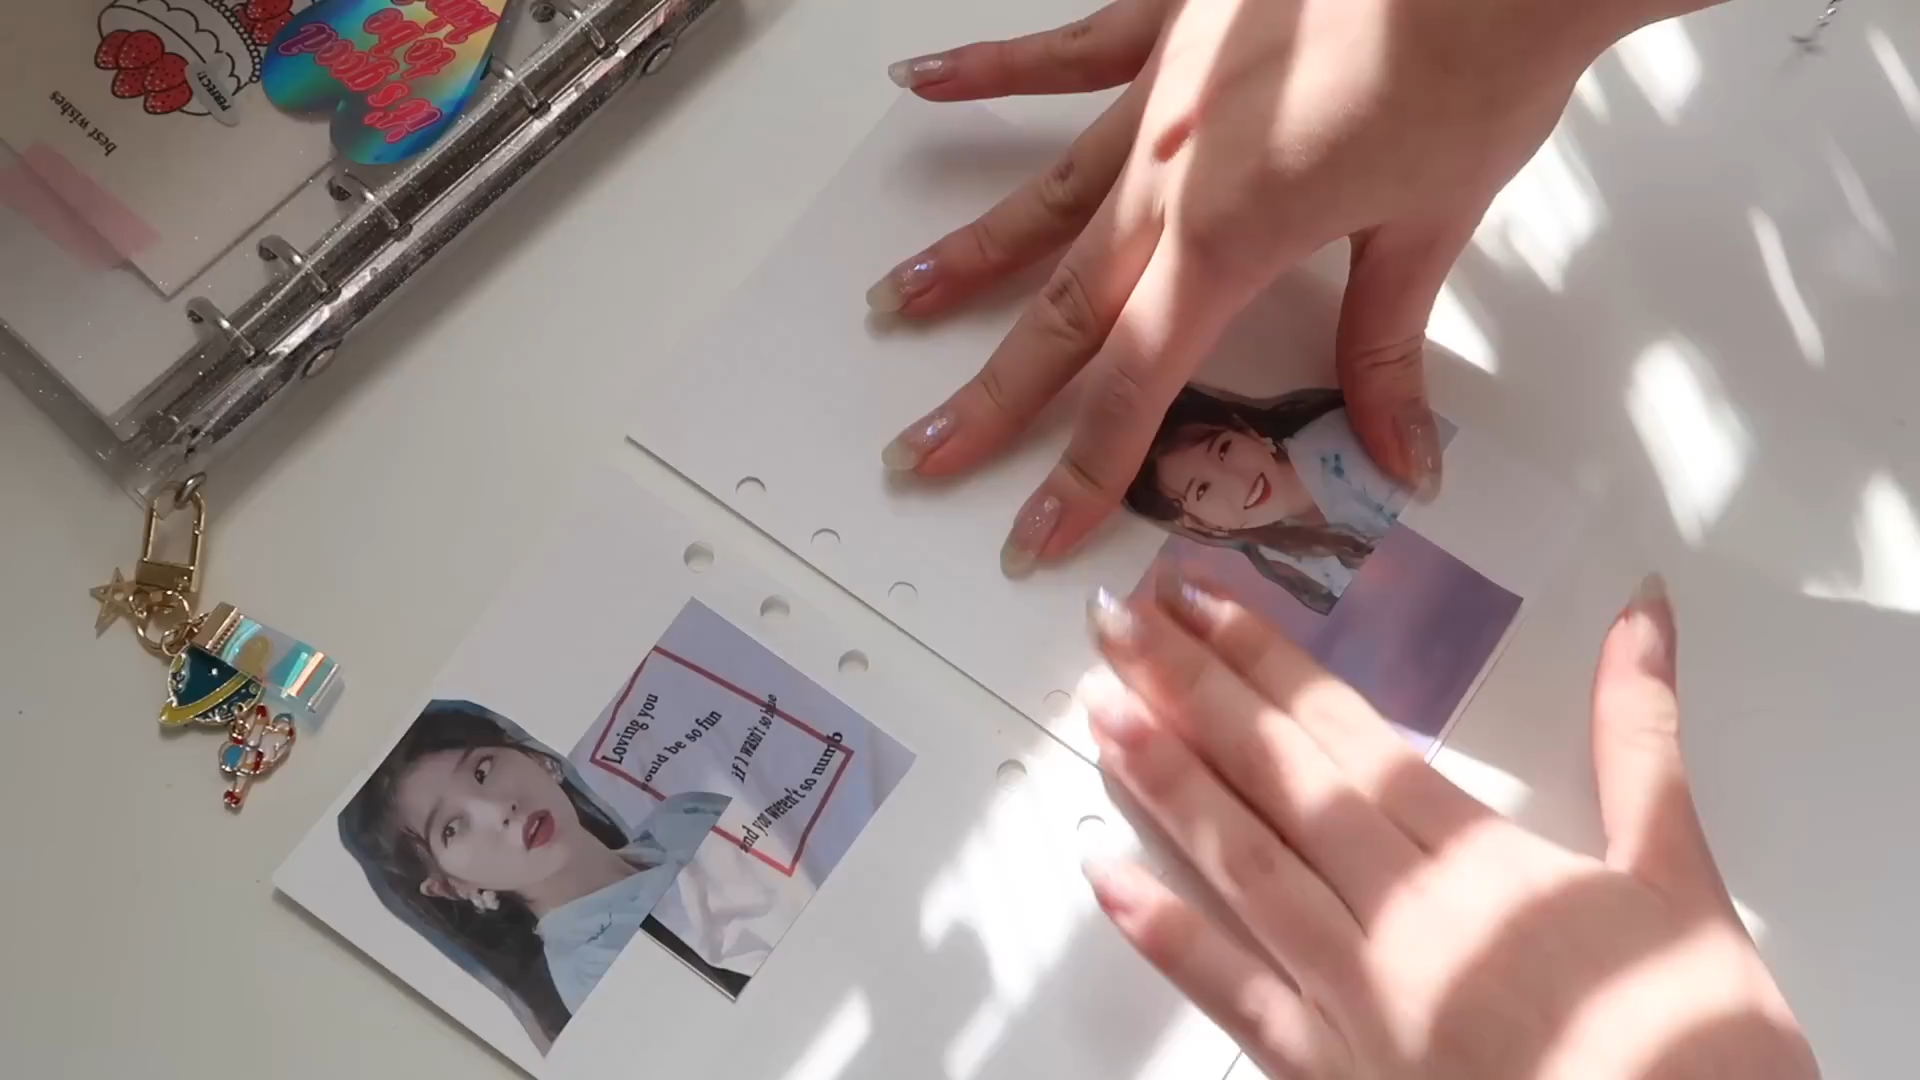 it's good
to be
PERFECT!
best wishes
Loving you
could be so fun
if I wasn't so
and you weren't so numb